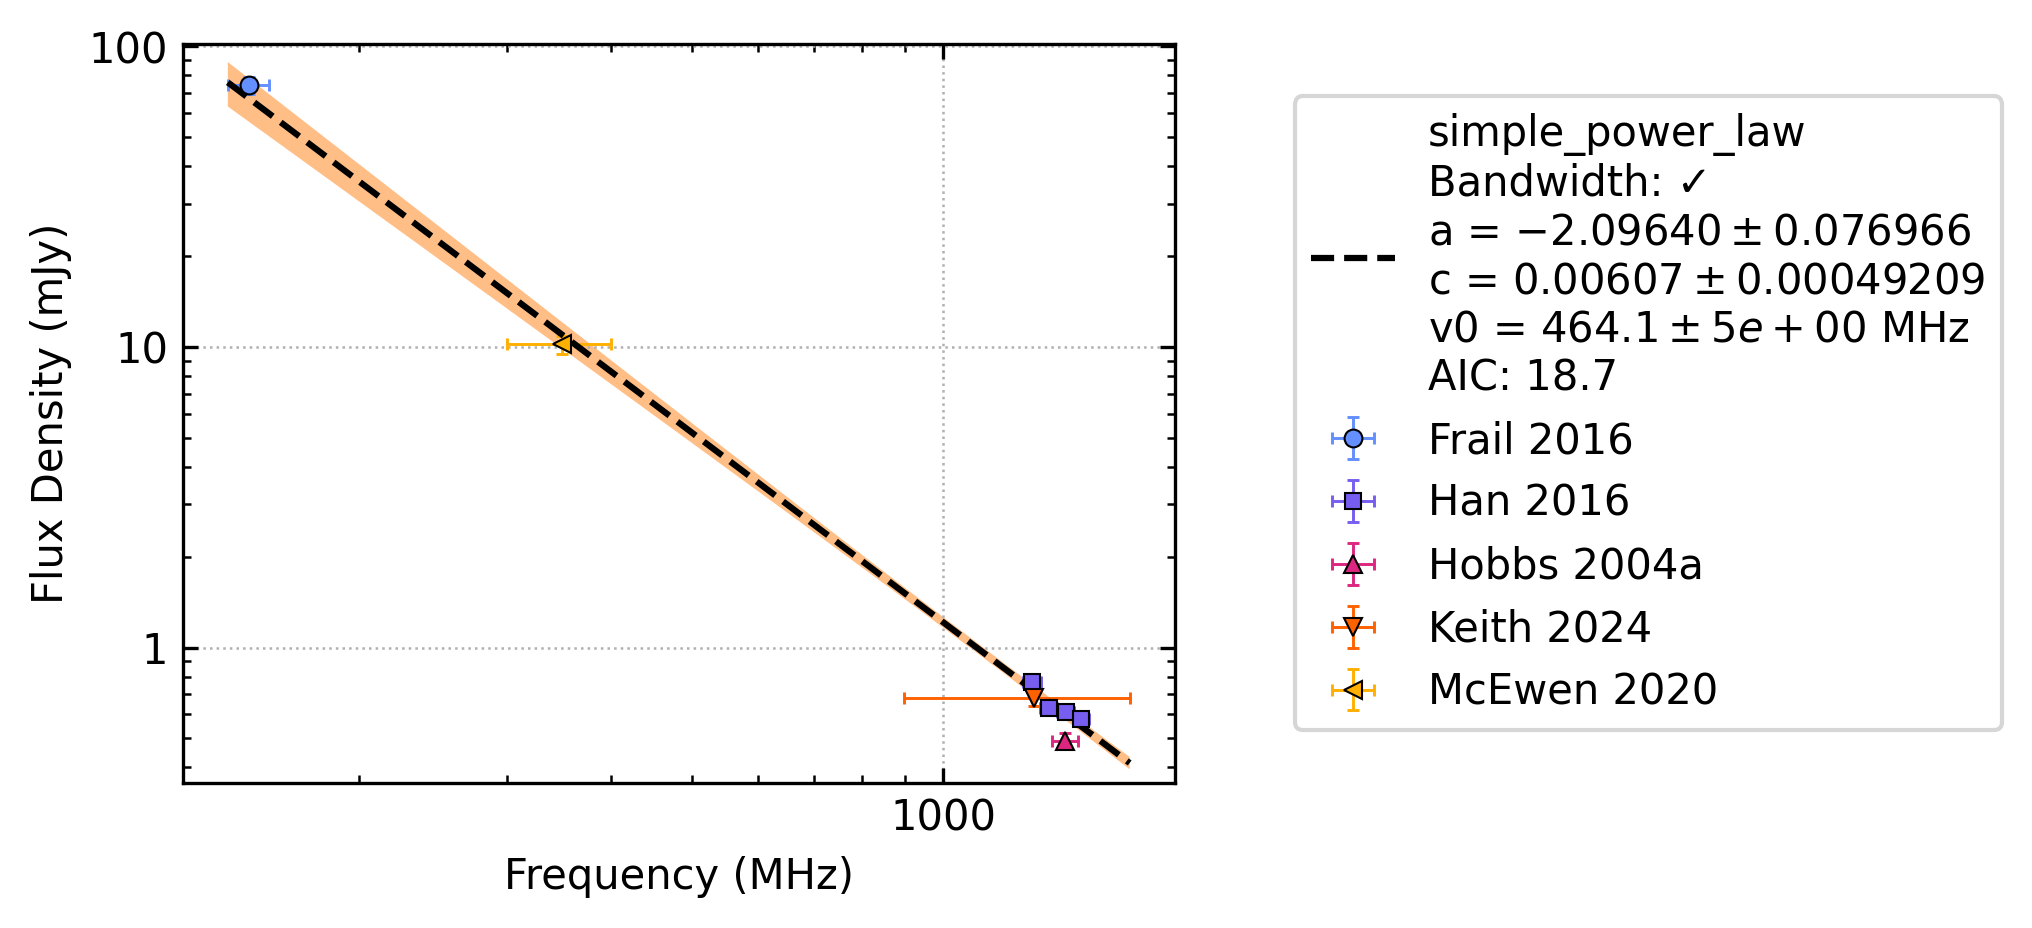 100
10
1
Flux Density (mJy)
1000
Frequency (MHz)
simple_power_law
Bandwidth: ✓
a = −2.09640 ± 0.076966
c = 0.00607 ± 0.00049209
v0 = 464.1 ± 5e + 00 MHz
AIC: 18.7
Frail 2016
Han 2016
Hobbs 2004a
Keith 2024
McEwen 2020